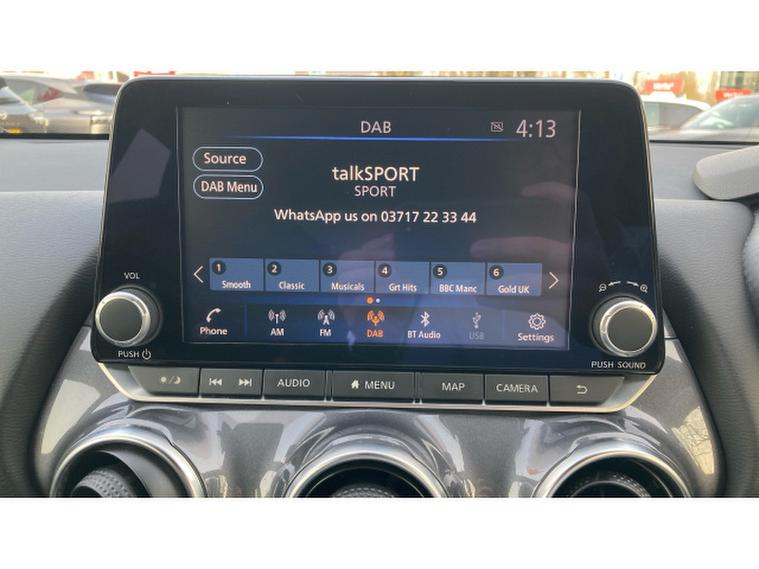 DAB 4:13
Source
talkSPORT
DAB Menu
SPORT
WhatsApp us on 03717 22 33 44
1 2 3 4 5 6
Smooth Classic Musicals Grt Hits BBC Manc Gold UK
Phone AM FM DAB BT Audio USB Settings
VOL
PUSH
PUSH SOUND
AUDIO MENU MAP CAMERA